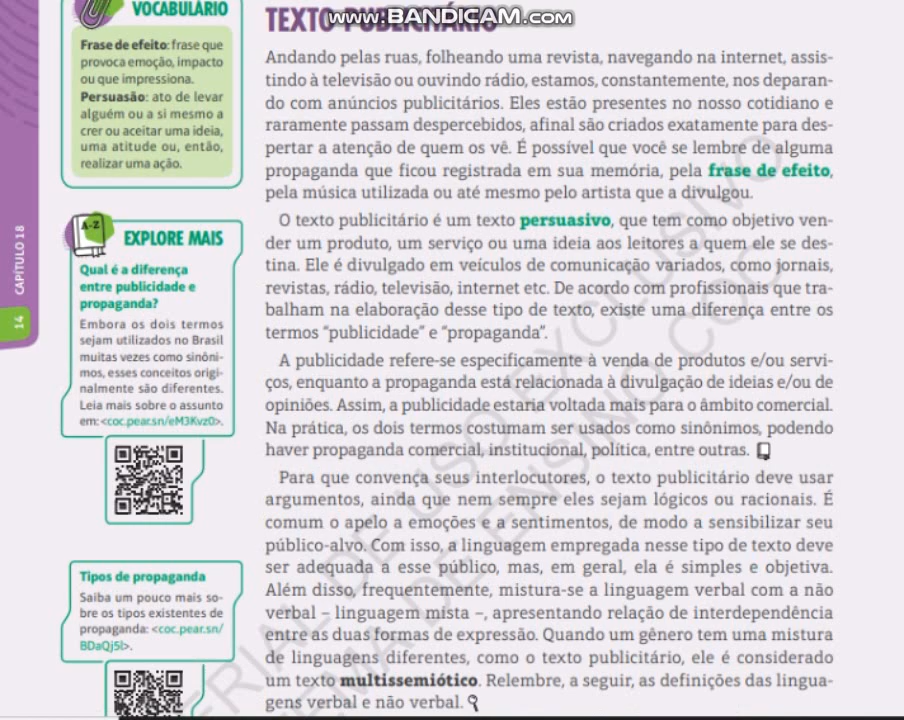 VOCABULÁRIO
Frase de efeito: frase que
provoca emoção, impacto
ou que impressiona.
Persuasão: ato de levar
alguém ou a si mesmo a
crer ou aceitar uma ideia,
uma atitude ou, então,
realizar uma ação.
A-Z
EXPLORE MAIS
Qual é a diferença
entre publicidade e
propaganda?
Embora os dois termos
sejam utilizados no Brasil
muitas vezes como sinôni-
mos, esses conceitos origi-
nalmente são diferentes.
Leia mais sobre o assunto
em: <coc.pear.sn/eM3Kvz0>.
Tipos de propaganda
Saiba um pouco mais so-
bre os tipos existentes de
propaganda: <coc.pear.sn/
BDaQj5l>.
CAPÍTULO 18
14
www.BANDICAM.com
TEXTO PUBLICITÁRIO
Andando pelas ruas, folheando uma revista, navegando na internet, assis-
tindo à televisão ou ouvindo rádio, estamos, constantemente, nos deparan-
do com anúncios publicitários. Eles estão presentes no nosso cotidiano e
raramente passam despercebidos, afinal são criados exatamente para des-
pertar a atenção de quem os vê. É possível que você se lembre de alguma
propaganda que ficou registrada em sua memória, pela frase de efeito,
pela música utilizada ou até mesmo pelo artista que a divulgou.
O texto publicitário é um texto persuasivo, que tem como objetivo ven-
der um produto, um serviço ou uma ideia aos leitores a quem ele se des-
tina. Ele é divulgado em veículos de comunicação variados, como jornais,
revistas, rádio, televisão, internet etc. De acordo com profissionais que tra-
balham na elaboração desse tipo de texto, existe uma diferença entre os
termos “publicidade” e “propaganda”.
A publicidade refere-se especificamente à venda de produtos e/ou servi-
ços, enquanto a propaganda está relacionada à divulgação de ideias e/ou de
opiniões. Assim, a publicidade estaria voltada mais para o âmbito comercial.
Na prática, os dois termos costumam ser usados como sinônimos, podendo
haver propaganda comercial, institucional, política, entre outras.
Para que convença seus interlocutores, o texto publicitário deve usar
argumentos, ainda que nem sempre eles sejam lógicos ou racionais. É
comum o apelo a emoções e a sentimentos, de modo a sensibilizar seu
público-alvo. Com isso, a linguagem empregada nesse tipo de texto deve
ser adequada a esse público, mas, em geral, ela é simples e objetiva.
Além disso, frequentemente, mistura-se a linguagem verbal com a não
verbal – linguagem mista –, apresentando relação de interdependência
entre as duas formas de expressão. Quando um gênero tem uma mistura
de linguagens diferentes, como o texto publicitário, ele é considerado
um texto multissemiótico. Relembre, a seguir, as definições das lingua-
gens verbal e não verbal.
MATERIAL DE USO EXCLUSIVO
SISTEMA DE ENSINO COC